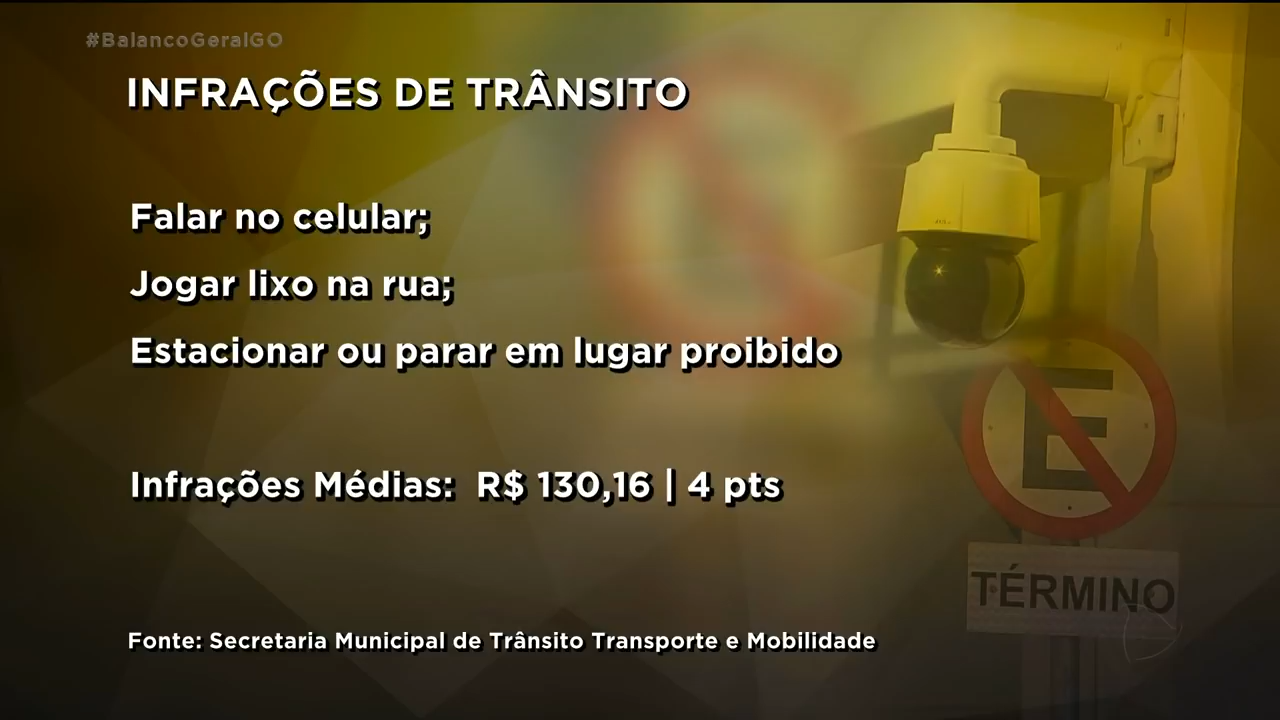 #BalancoGeralGO
INFRAÇÕES DE TRÂNSITO
Falar no celular;
Jogar lixo na rua;
Estacionar ou parar em lugar proibido
Infrações Médias: R$ 130,16 | 4 pts
E
TÉRMINO
Fonte: Secretaria Municipal de Trânsito Transporte e Mobilidade